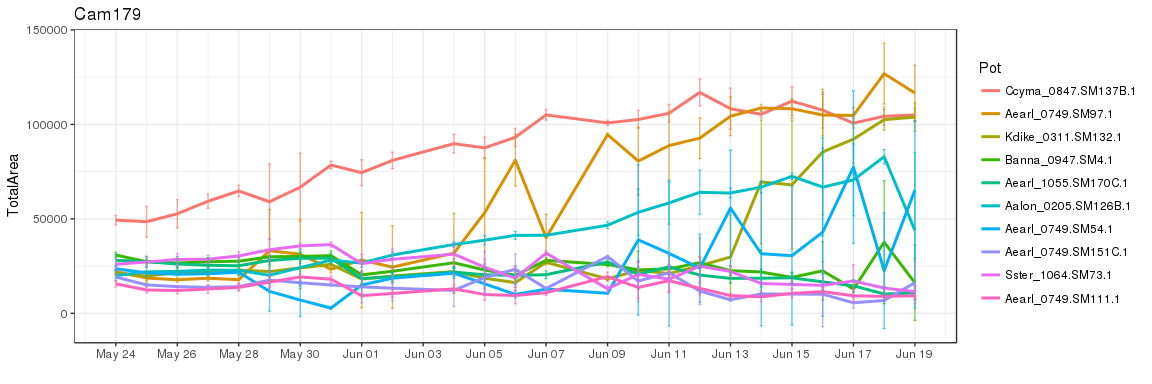 Cam179
Pot
TotalArea
150000
100000
50000
0
May 24 May 26 May 28 May 30 Jun 01 Jun 03 Jun 05 Jun 07 Jun 09 Jun 11 Jun 13 Jun 15 Jun 17 Jun 19
Ccyma_0847.SM137B.1
Aearl_0749.SM97.1
Kdike_0311.SM132.1
Banna_0947.SM4.1
Aearl_1055.SM170C.1
Aalon_0205.SM126B.1
Aearl_0749.SM54.1
Aearl_0749.SM151C.1
Sster_1064.SM73.1
Aearl_0749.SM111.1